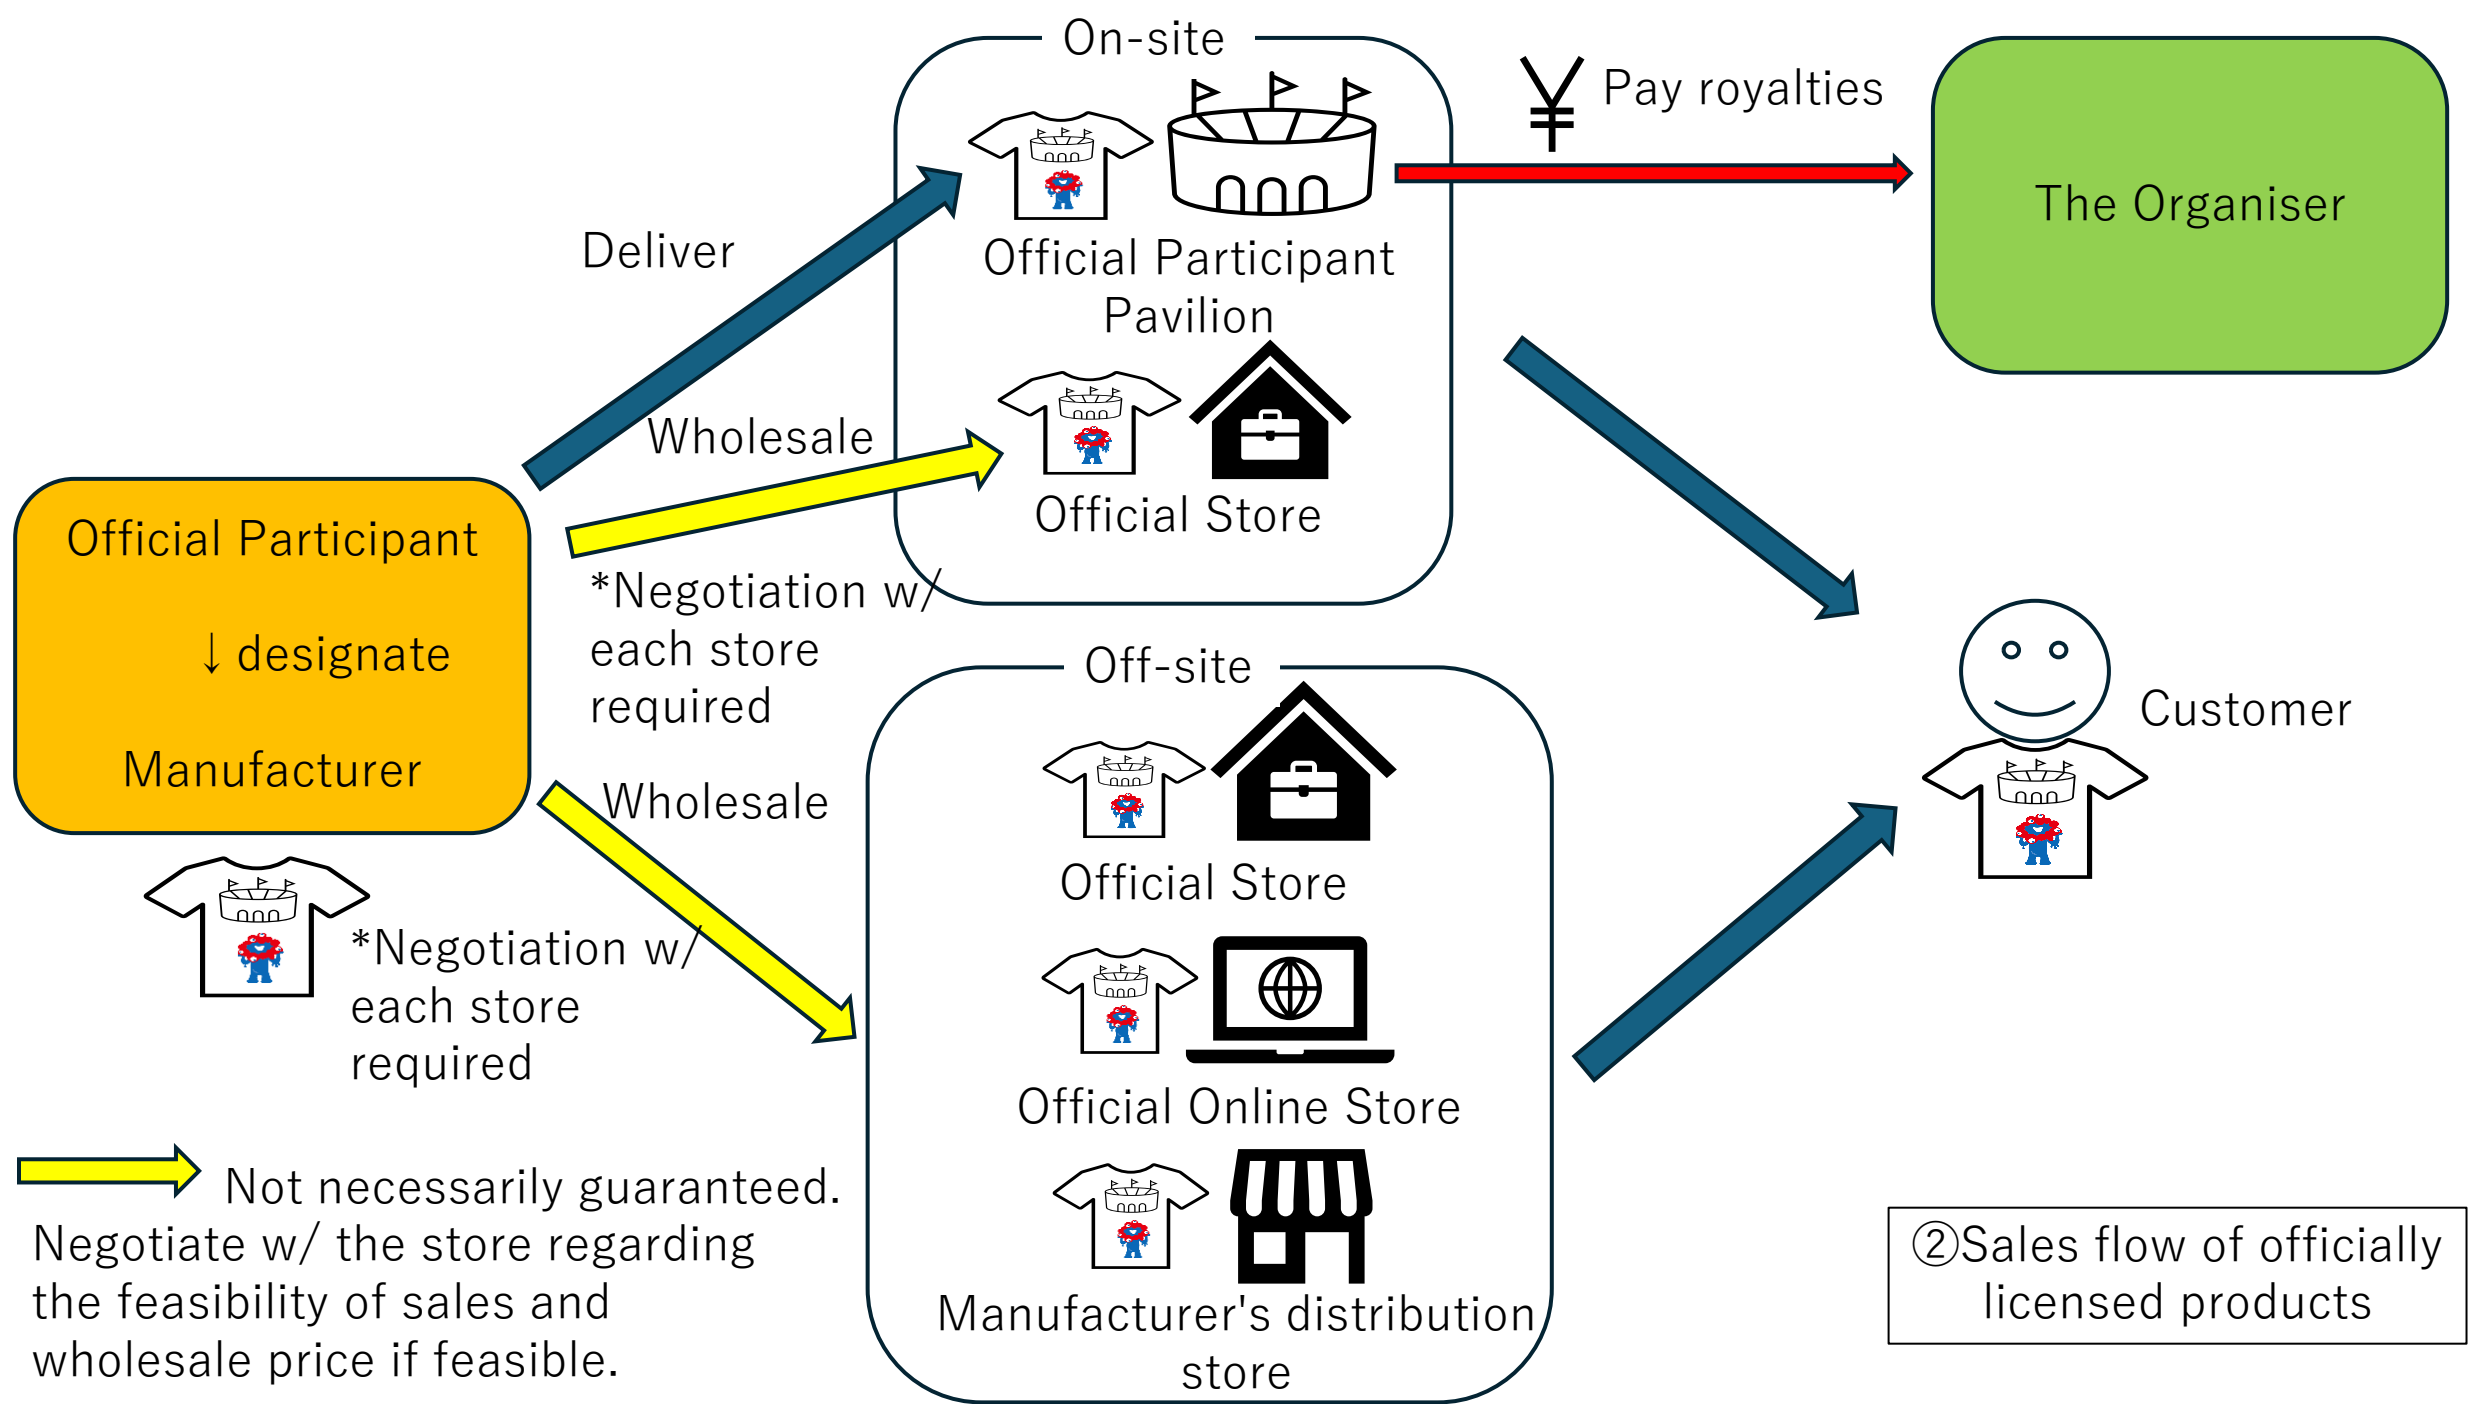 On-site
¥ Pay royalties
The Organiser
Deliver
Official Participant
Pavilion
Wholesale
Official Store
Official Participant
↓designate
Manufacturer
*Negotiation w/
each store
required
Off-site
Customer
Wholesale
Official Store
*Negotiation w/
each store
required
Official Online Store
Not necessarily guaranteed.
Negotiate w/ the store regarding
the feasibility of sales and
wholesale price if feasible.
Manufacturer's distribution
store
②Sales flow of officially
licensed products